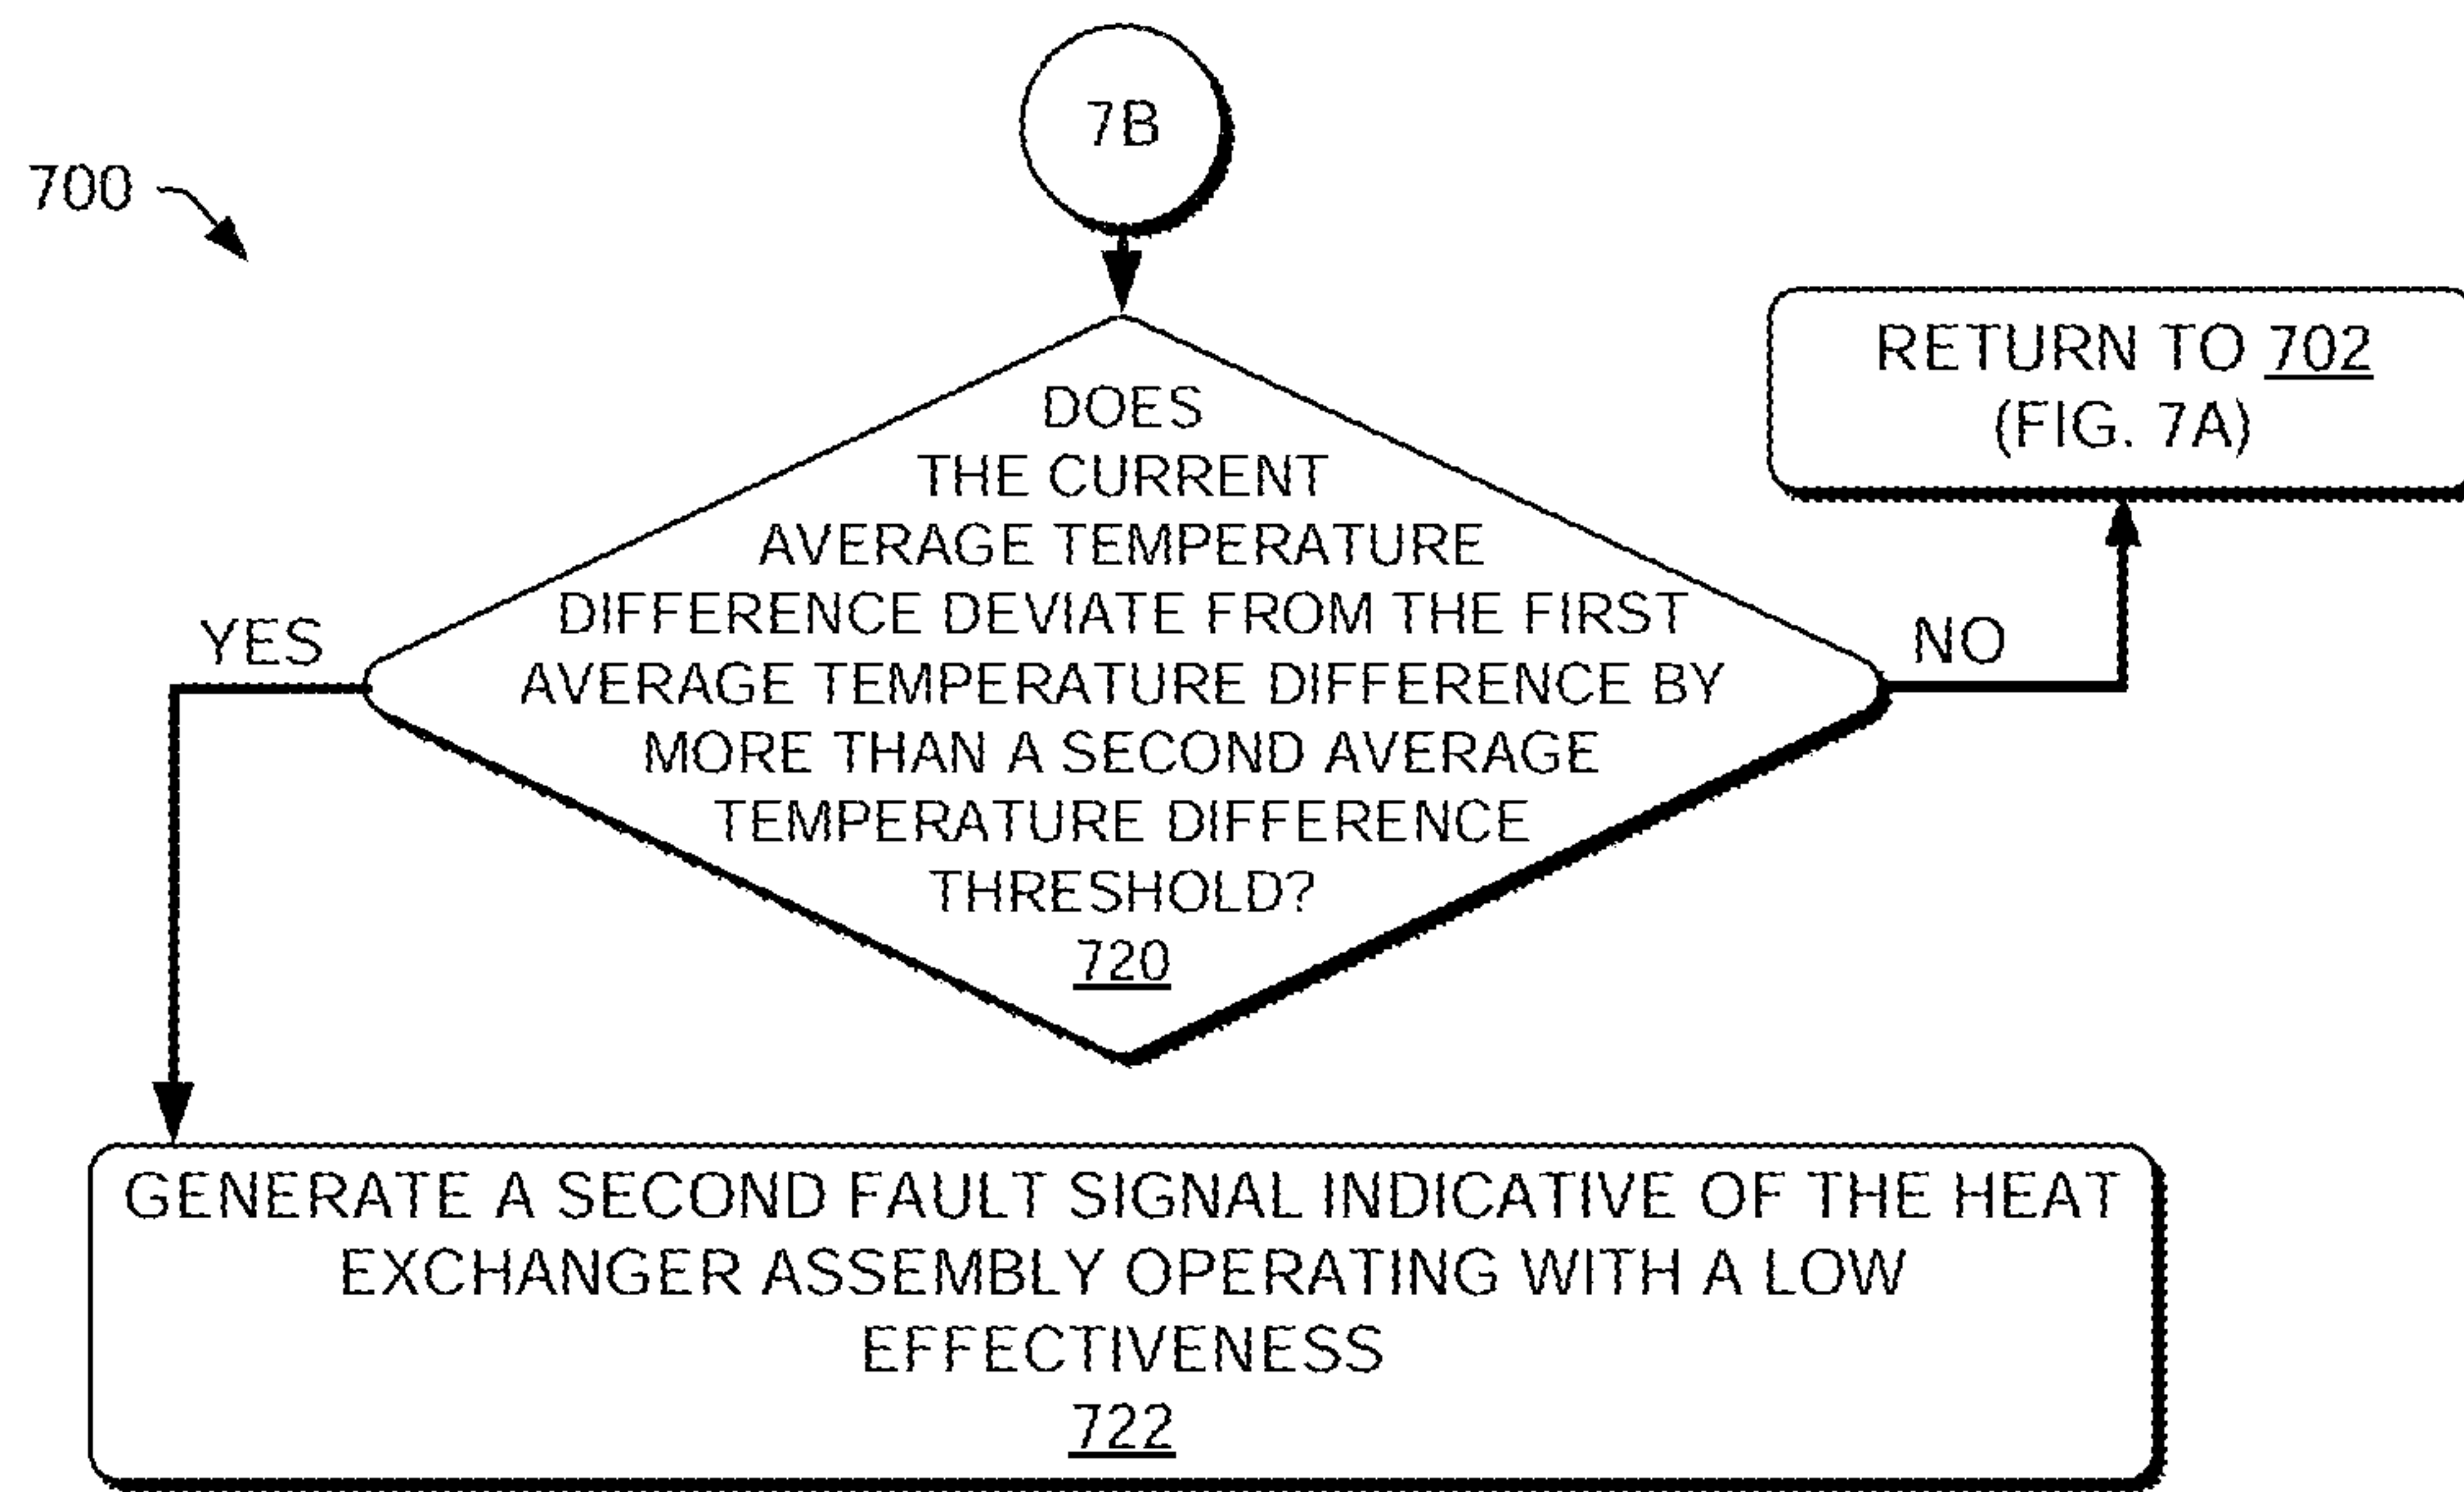 7B
700
RETURN TO 702
(FIG. 7A)
DOES
THE CURRENT
AVERAGE TEMPERATURE
DIFFERENCE DEVIATE FROM THE FIRST
AVERAGE TEMPERATURE DIFFERENCE BY
MORE THAN A SECOND AVERAGE
TEMPERATURE DIFFERENCE
THRESHOLD?
720
YES
NO
GENERATE A SECOND FAULT SIGNAL INDICATIVE OF THE HEAT
EXCHANGER ASSEMBLY OPERATING WITH A LOW
EFFECTIVENESS
722